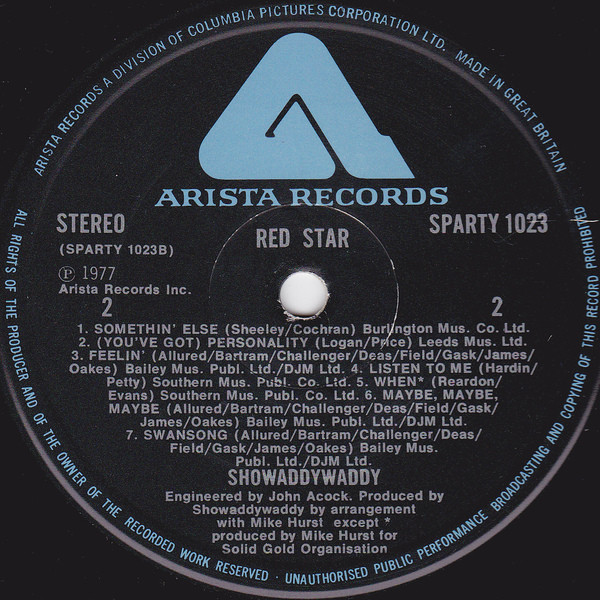 ARISTA RECORDS A DIVISION OF COLUMBIA PICTURES CORPORATION LTD. MADE IN GREAT BRITAIN
ARISTA RECORDS
STEREO
SPARTY 1023
(SPARTY 1023B)
RED STAR
℗ 1977
Arista Records Inc.
2
2
1. SOMETHIN' ELSE (Sheeley/Cochran) Burlington Mus. Co. Ltd.
2. (YOU'VE GOT) PERSONALITY (Logan/Price) Leeds Mus. Ltd.
3. FEELIN' (Allured/Bartram/Challenger/Deas/Field/Gask/James/
Oakes) Bailey Mus. Publ. Ltd./DJM Ltd. 4. LISTEN TO ME (Hardin/
Petty) Southern Mus. Publ. Co. Ltd. 5. WHEN* (Reardon/
Evans) Southern Mus. Publ. Co. Ltd. 6. MAYBE, MAYBE,
MAYBE (Allured/Bartram/Challenger/Deas/Field/Gask/
James/Oakes) Bailey Mus. Publ. Ltd./DJM Ltd.
7. SWANSONG (Allured/Bartram/Challenger/Deas/
Field/Gask/James/Oakes) Bailey Mus.
Publ. Ltd./DJM Ltd.
SHOWADDYWADDY
Engineered by John Acock. Produced by
Showaddywaddy by arrangement
with Mike Hurst except *
produced by Mike Hurst for
Solid Gold Organisation
ALL RIGHTS OF THE PRODUCER AND OF THE OWNER OF THE RECORDED WORK RESERVED · UNAUTHORISED PUBLIC PERFORMANCE BROADCASTING AND COPYING OF THIS RECORD PROHIBITED